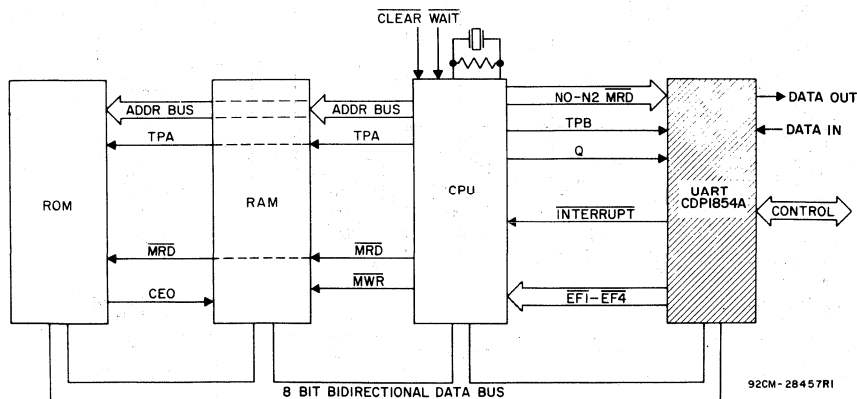 CLEAR WAIT
ADDR BUS
ADDR BUS
NO-N2 MRD
DATA OUT
TPA
TPA
TPB
DATA IN
Q
ROM
RAM
CPU
UART
CDP1854A
CONTROL
INTERRUPT
MRD
MRD
MWR
CEO
EF1-EF4
8 BIT BIDIRECTIONAL DATA BUS
92CM-28457R1